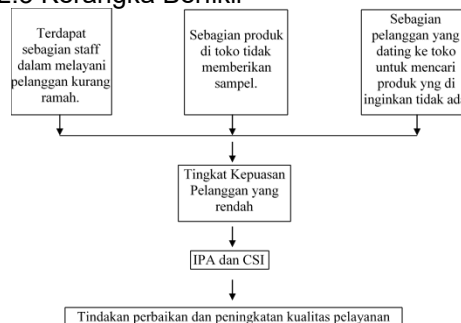 2.5 Kerangka Berfikir
Terdapat
sebagian staff
dalam melayani
pelanggan kurang
ramah.
Sebagian produk
di toko tidak
memberikan
sampel.
Sebagian
pelanggan yang
dating ke toko
untuk mencari
produk yng di
inginkan tidak ad
Tingkat Kepuasan
Pelanggan yang
rendah
IPA dan CSI
Tindakan perbaikan dan peningkatan kualitas pelayanan